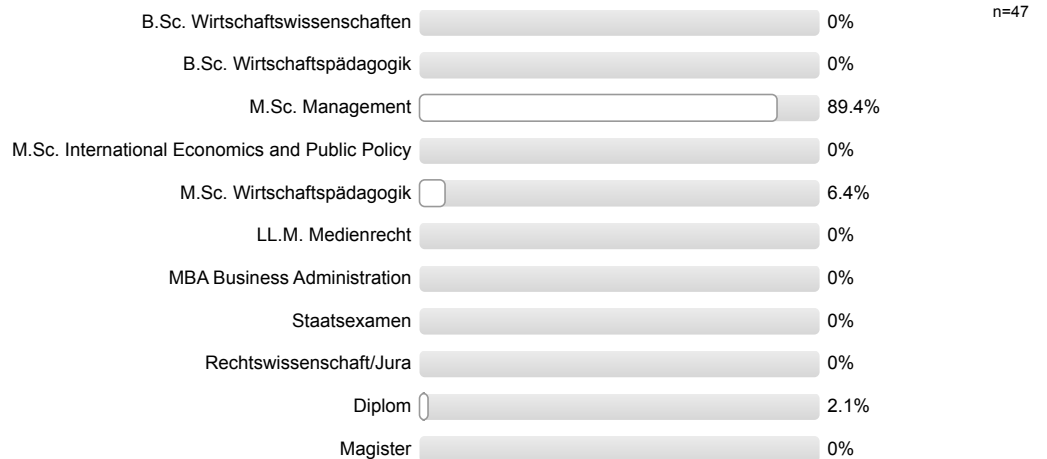 B.Sc. Wirtschaftswissenschaften 0% n=47
B.Sc. Wirtschaftspädagogik 0%
M.Sc. Management 89.4%
M.Sc. International Economics and Public Policy 0%
M.Sc. Wirtschaftspädagogik 6.4%
LL.M. Medienrecht 0%
MBA Business Administration 0%
Staatsexamen 0%
Rechtswissenschaft/Jura 0%
Diplom 2.1%
Magister 0%